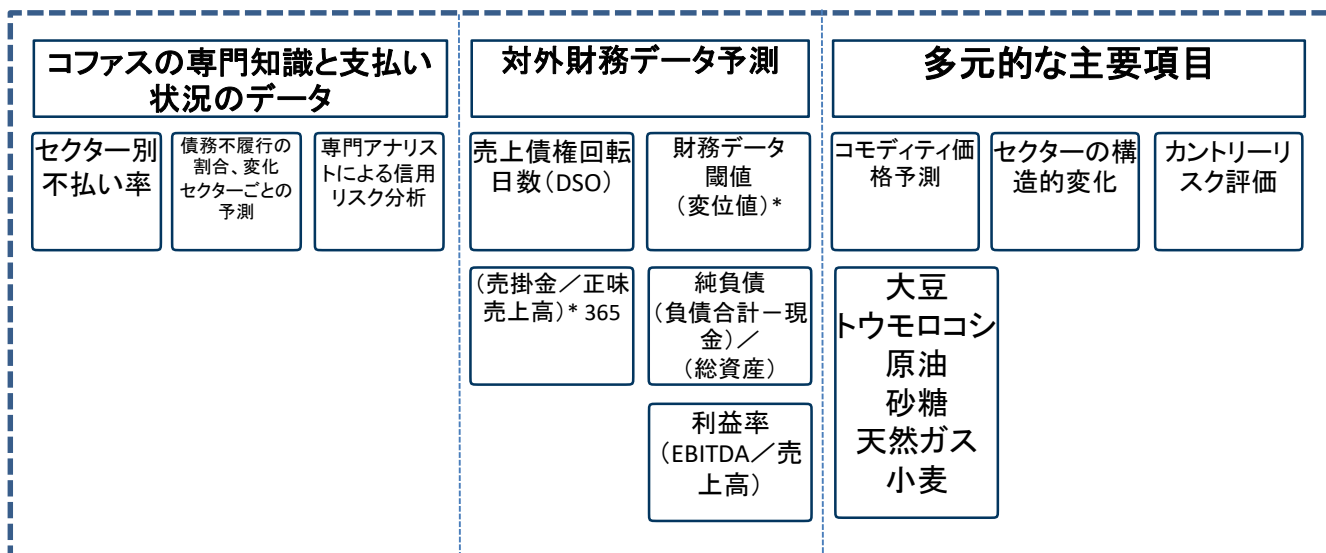 コファスの専門知識と支払い
状況のデータ
セクター別
不払い率
債務不履行の
割合、変化
セクターごとの
予測
専門アナリス
トによる信用
リスク分析
対外財務データ予測
売上債権回転
日数(DSO)
財務データ
閾値
(変位値)*
(売掛金/正味
売上高)* 365
純負債
(負債合計-現
金)/
(総資産)
利益率
(EBITDA/売
上高)
多元的な主要項目
コモディティ価
格予測
セクターの構
造的変化
カントリーリ
スク評価
大豆
トウモロコシ
原油
砂糖
天然ガス
小麦